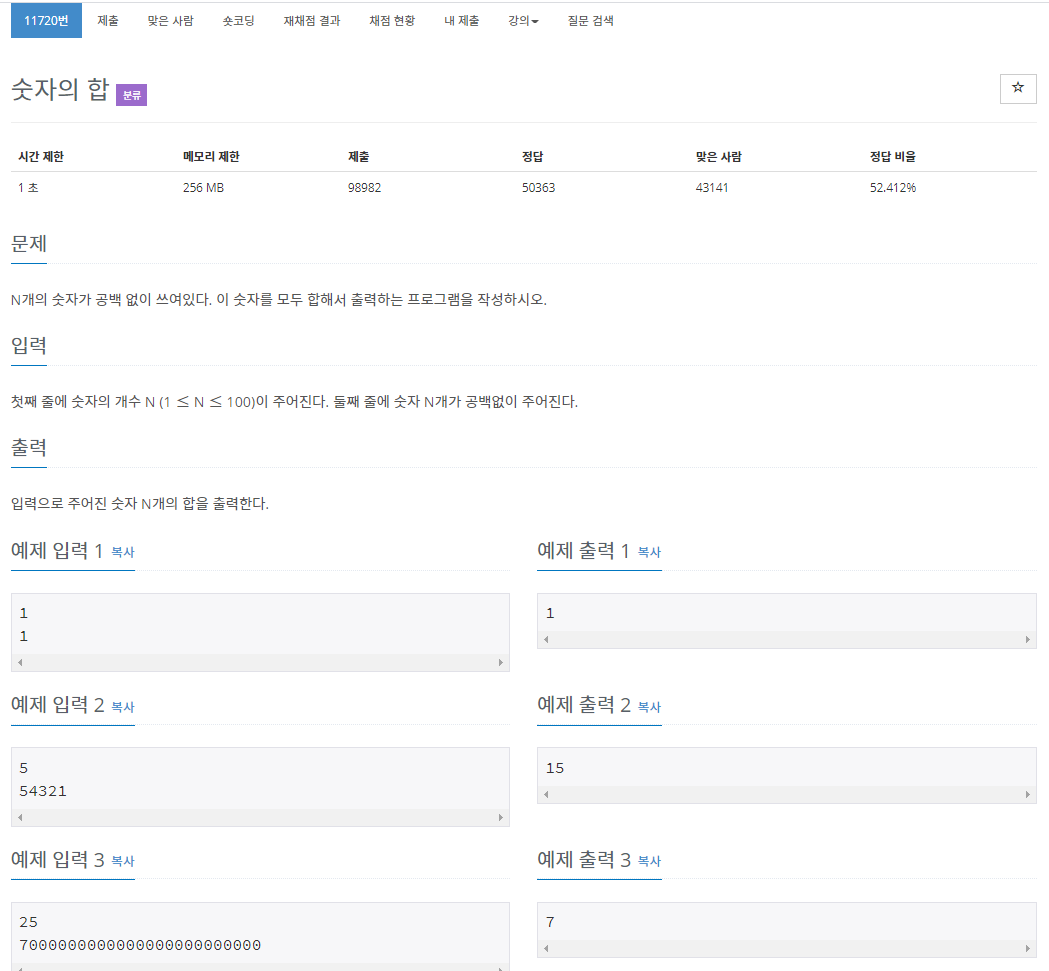 11720번 제출 맞은 사람 숏코딩 재채점 결과 채점 현황 내 제출 강의 질문 검색
숫자의 합 분류 ☆
시간 제한 메모리 제한 제출 정답 맞은 사람 정답 비율
1 초 256 MB 98982 50363 43141 52.412%
문제
N개의 숫자가 공백 없이 쓰여있다. 이 숫자를 모두 합해서 출력하는 프로그램을 작성하시오.
입력
첫째 줄에 숫자의 개수 N (1 ≤ N ≤ 100)이 주어진다. 둘째 줄에 숫자 N개가 공백없이 주어진다.
출력
입력으로 주어진 숫자 N개의 합을 출력한다.
예제 입력 1 복사
1
1
예제 출력 1 복사
1
예제 입력 2 복사
5
54321
예제 출력 2 복사
15
예제 입력 3 복사
25
7000000000000000000000000
예제 출력 3 복사
7